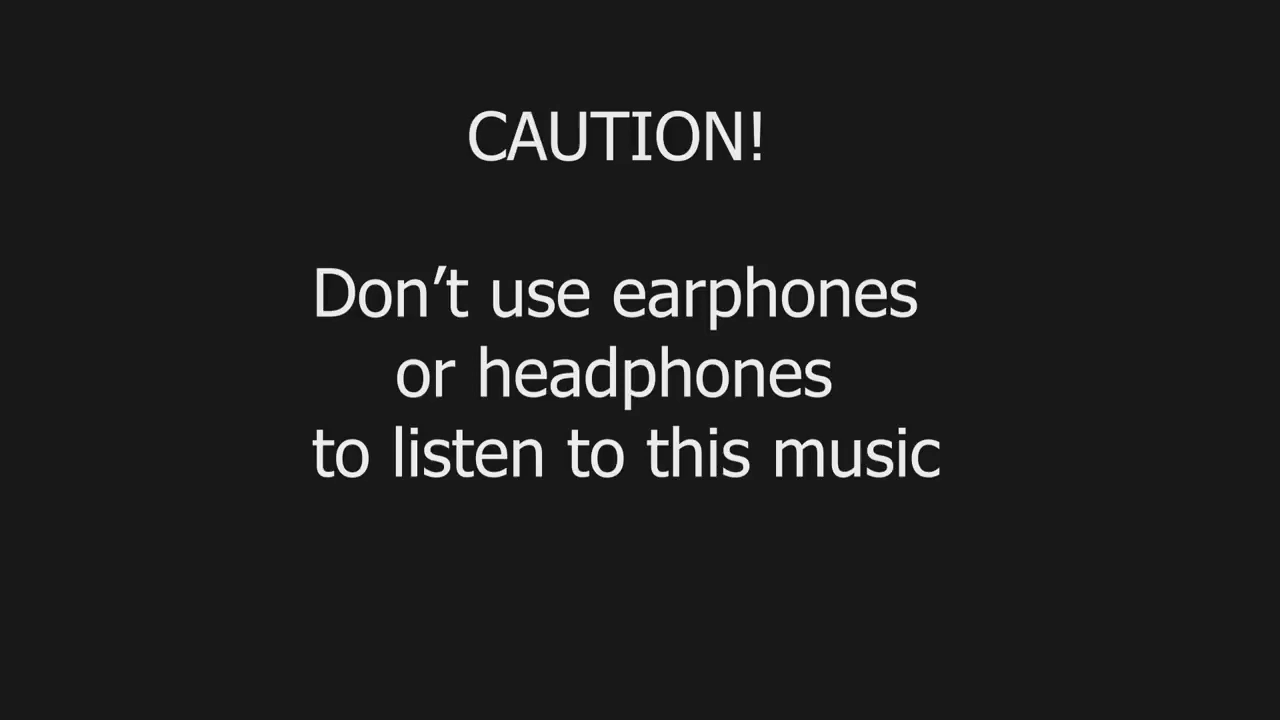 CAUTION!
Don’t use earphones
or headphones
to listen to this music